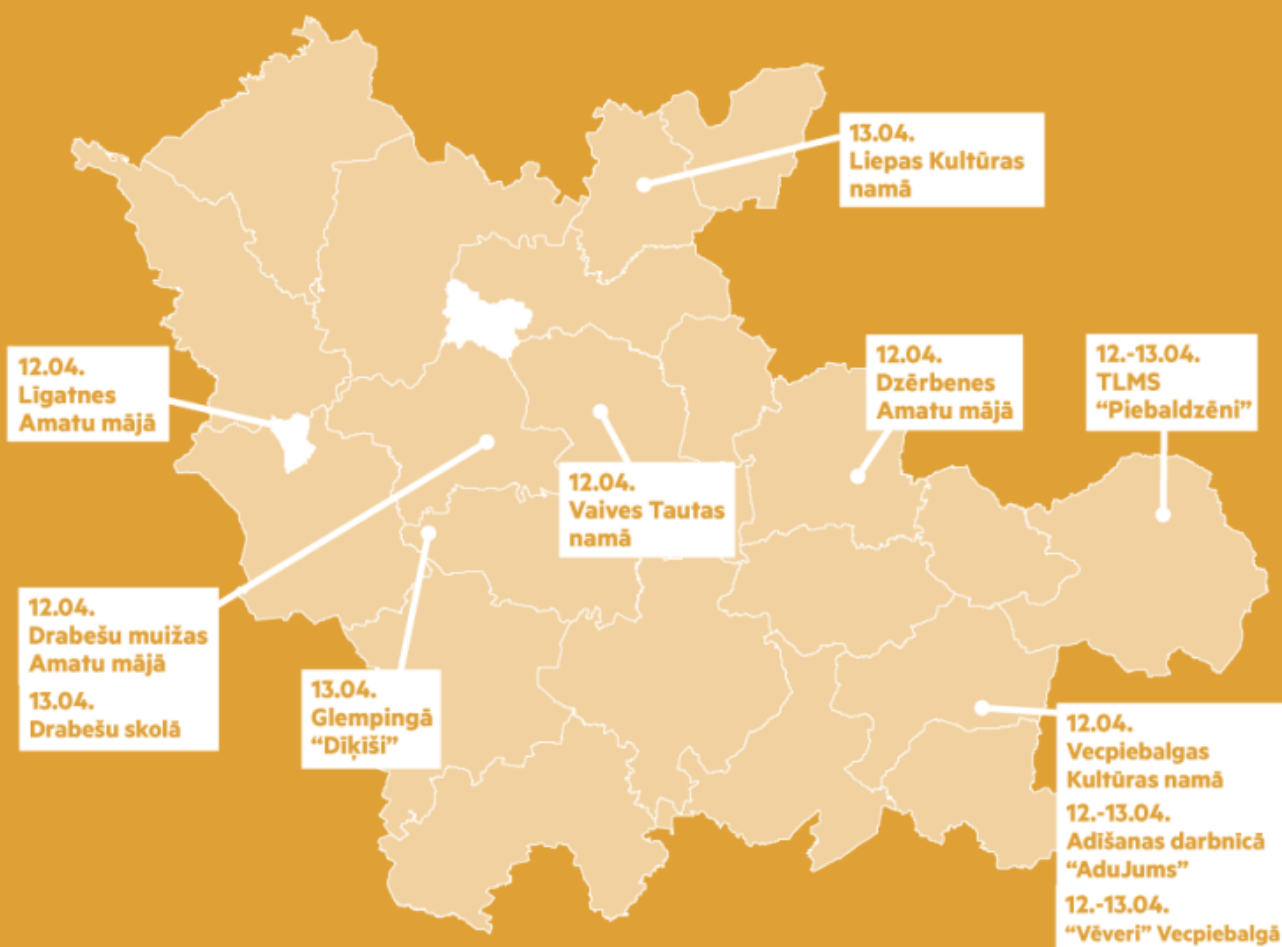 13.04.
Liepas Kultūras
namā
12.04.
Līgatnes
Amatu mājā
12.04.
Dzērbenes
Amatu mājā
12.-13.04.
TLMS
“Piebaldzēni”
12.04.
Vaives Tautas
namā
12.04.
Drabešu muižas
Amatu mājā
13.04.
Drabešu skolā
13.04.
Glempingā
“Dīķīši”
12.04.
Vecpiebalgas
Kultūras namā
12.-13.04.
Adīšanas darbnīcā
“AduJums”
12.-13.04.
“Vēveri” Vecpiebalgā